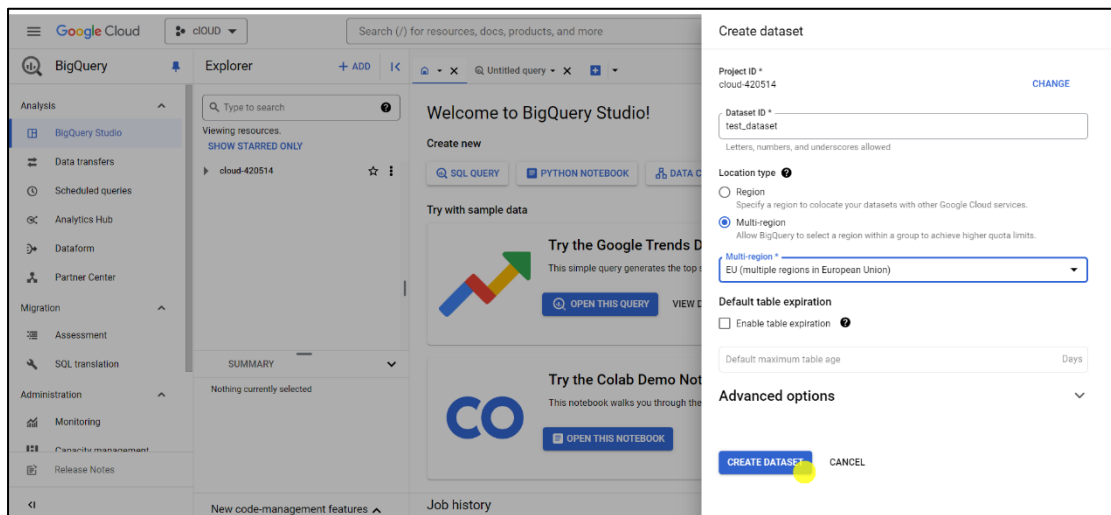 Google Cloud
clOUD
Search (/) for resources, docs, products, and more
BigQuery
Analysis
BigQuery Studio
Data transfers
Scheduled queries
Analytics Hub
Dataform
Partner Center
Migration
Assessment
SQL translation
Administration
Monitoring
Capacity management
Release Notes
Explorer
+ ADD
Type to search
Viewing resources.
SHOW STARRED ONLY
cloud-420514
SUMMARY
Nothing currently selected
New code-management features
Untitled query
Welcome to BigQuery Studio!
Create new
SQL QUERY
PYTHON NOTEBOOK
DATA C
Try with sample data
Try the Google Trends D
This simple query generates the top s
OPEN THIS QUERY
VIEW D
Try the Colab Demo Not
This notebook walks you through the
CO
OPEN THIS NOTEBOOK
Job history
Create dataset
Project ID *
cloud-420514
CHANGE
Dataset ID *
test_dataset
Letters, numbers, and underscores allowed
Location type
Region
Specify a region to colocate your datasets with other Google Cloud services.
Multi-region
Allow BigQuery to select a region within a group to achieve higher quota limits.
Multi-region *
EU (multiple regions in European Union)
Default table expiration
Enable table expiration
Default maximum table age
Days
Advanced options
CREATE DATASET
CANCEL